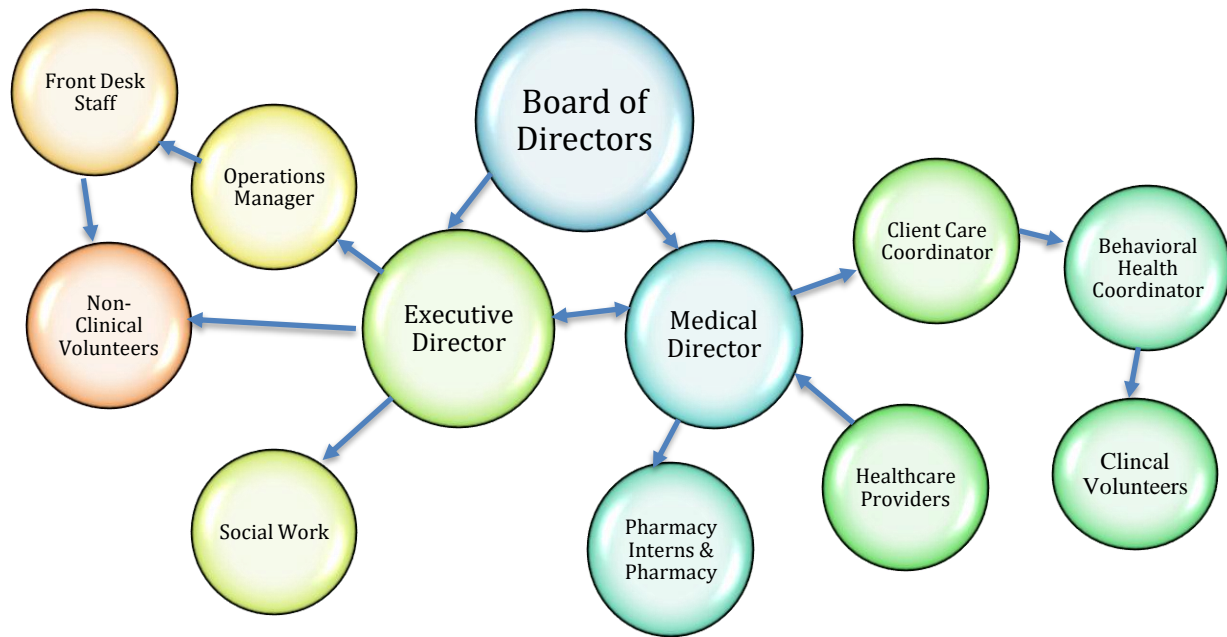 Front Desk
Staff
Board of
Directors
Operations
Manager
Client Care
Coordinator
Behavioral
Health
Coordinator
Non-
Clinical
Volunteers
Executive
Director
Medical
Director
Social Work
Pharmacy
Interns &
Pharmacy
Healthcare
Providers
Clincal
Volunteers